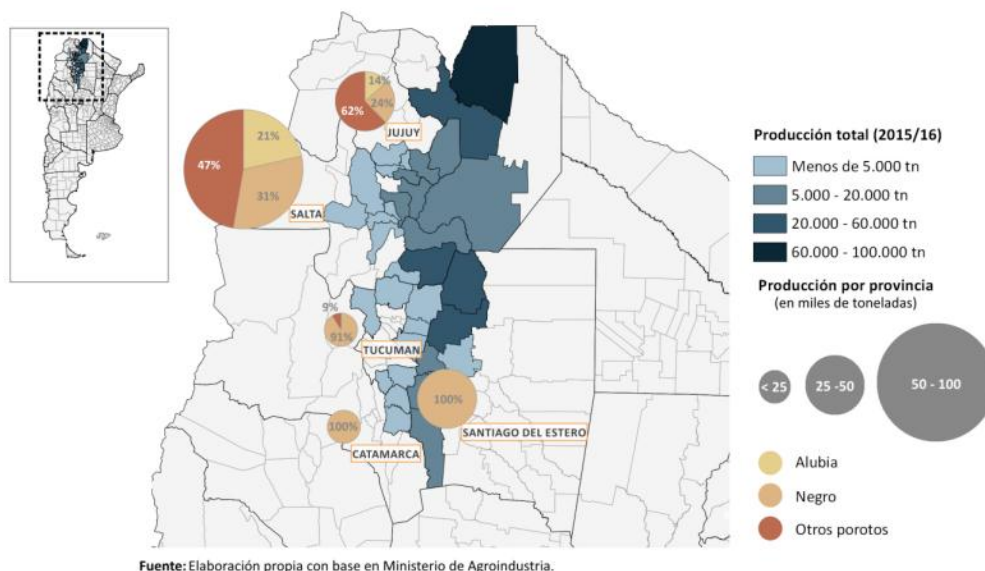 14%
24%
62%
JUJUY
21%
47%
31%
SALTA
9%
91%
TUCUMAN
100%
SANTIAGO DEL ESTERO
100%
CATAMARCA
Producción total (2015/16)
Menos de 5.000 tn
5.000 - 20.000 tn
20.000 - 60.000 tn
60.000 - 100.000 tn
Producción por provincia
(en miles de toneladas)
< 25
25 -50
50 - 100
Alubia
Negro
Otros porotos
Fuente: Elaboración propia con base en Ministerio de Agroindustria.